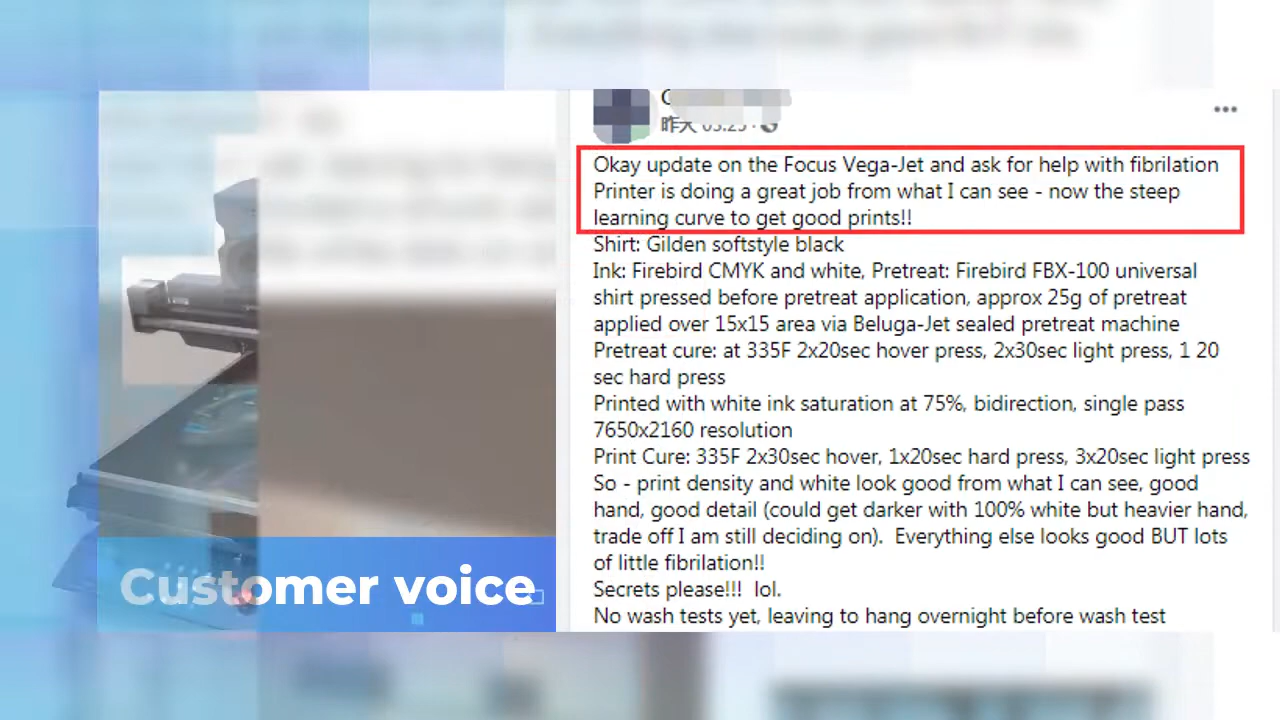 昨天 03:25 ·
Okay update on the Focus Vega-Jet and ask for help with fibrilation
Printer is doing a great job from what I can see - now the steep
learning curve to get good prints!!
Shirt: Gilden softstyle black
Ink: Firebird CMYK and white, Pretreat: Firebird FBX-100 universal
shirt pressed before pretreat application, approx 25g of pretreat
applied over 15x15 area via Beluga-Jet sealed pretreat machine
Pretreat cure: at 335F 2x20sec hover press, 2x30sec light press, 1 20
sec hard press
Printed with white ink saturation at 75%, bidirection, single pass
7650x2160 resolution
Print Cure: 335F 2x30sec hover, 1x20sec hard press, 3x20sec light press
So - print density and white look good from what I can see, good
hand, good detail (could get darker with 100% white but heavier hand,
trade off I am still deciding on).  Everything else looks good BUT lots
of little fibrilation!!
Secrets please!!!  lol.
No wash tests yet, leaving to hang overnight before wash test
Customer voice